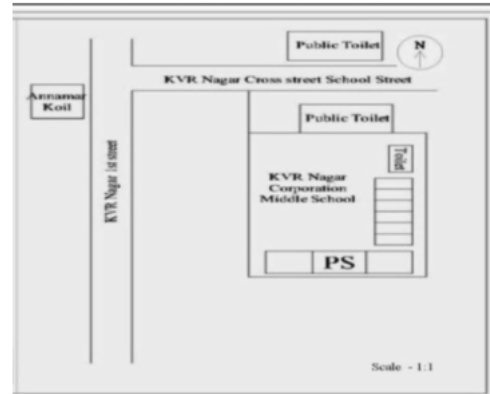 Public Toilet
N
KVR Nagar Cross street School Street
Annamar
Koil
Public Toilet
KVR Nagar 1st street
Toilet
KVR Nagar
Corporation
Middle School
PS
Scale - 1:1